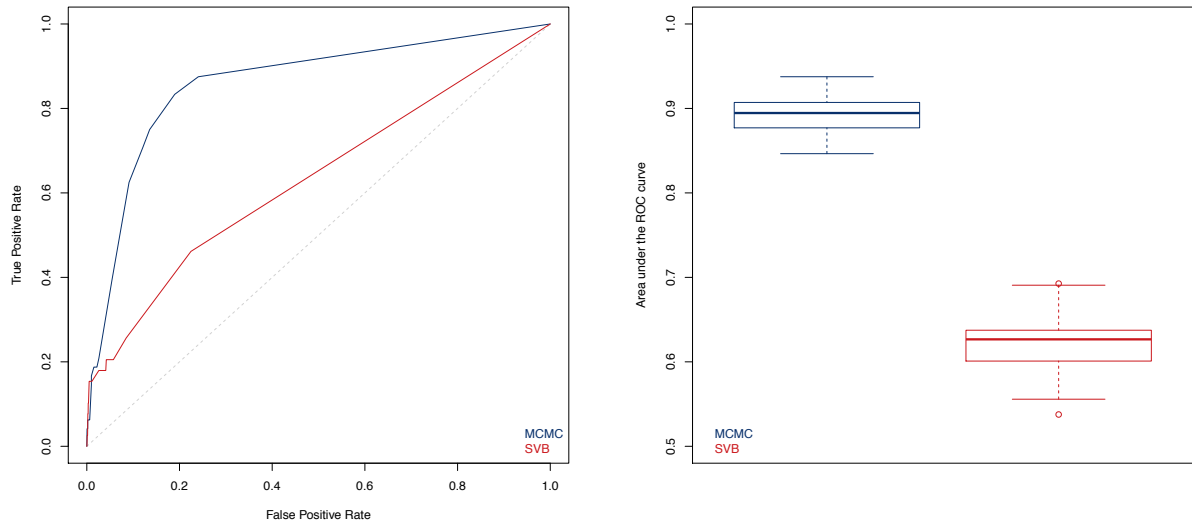 1.0
0.8
0.6
0.4
0.2
0.0
True Positive Rate
0.0 0.2 0.4 0.6 0.8 1.0
False Positive Rate
MCMC
SVB
1.0
0.9
0.8
0.7
0.6
0.5
Area under the ROC curve
MCMC
SVB